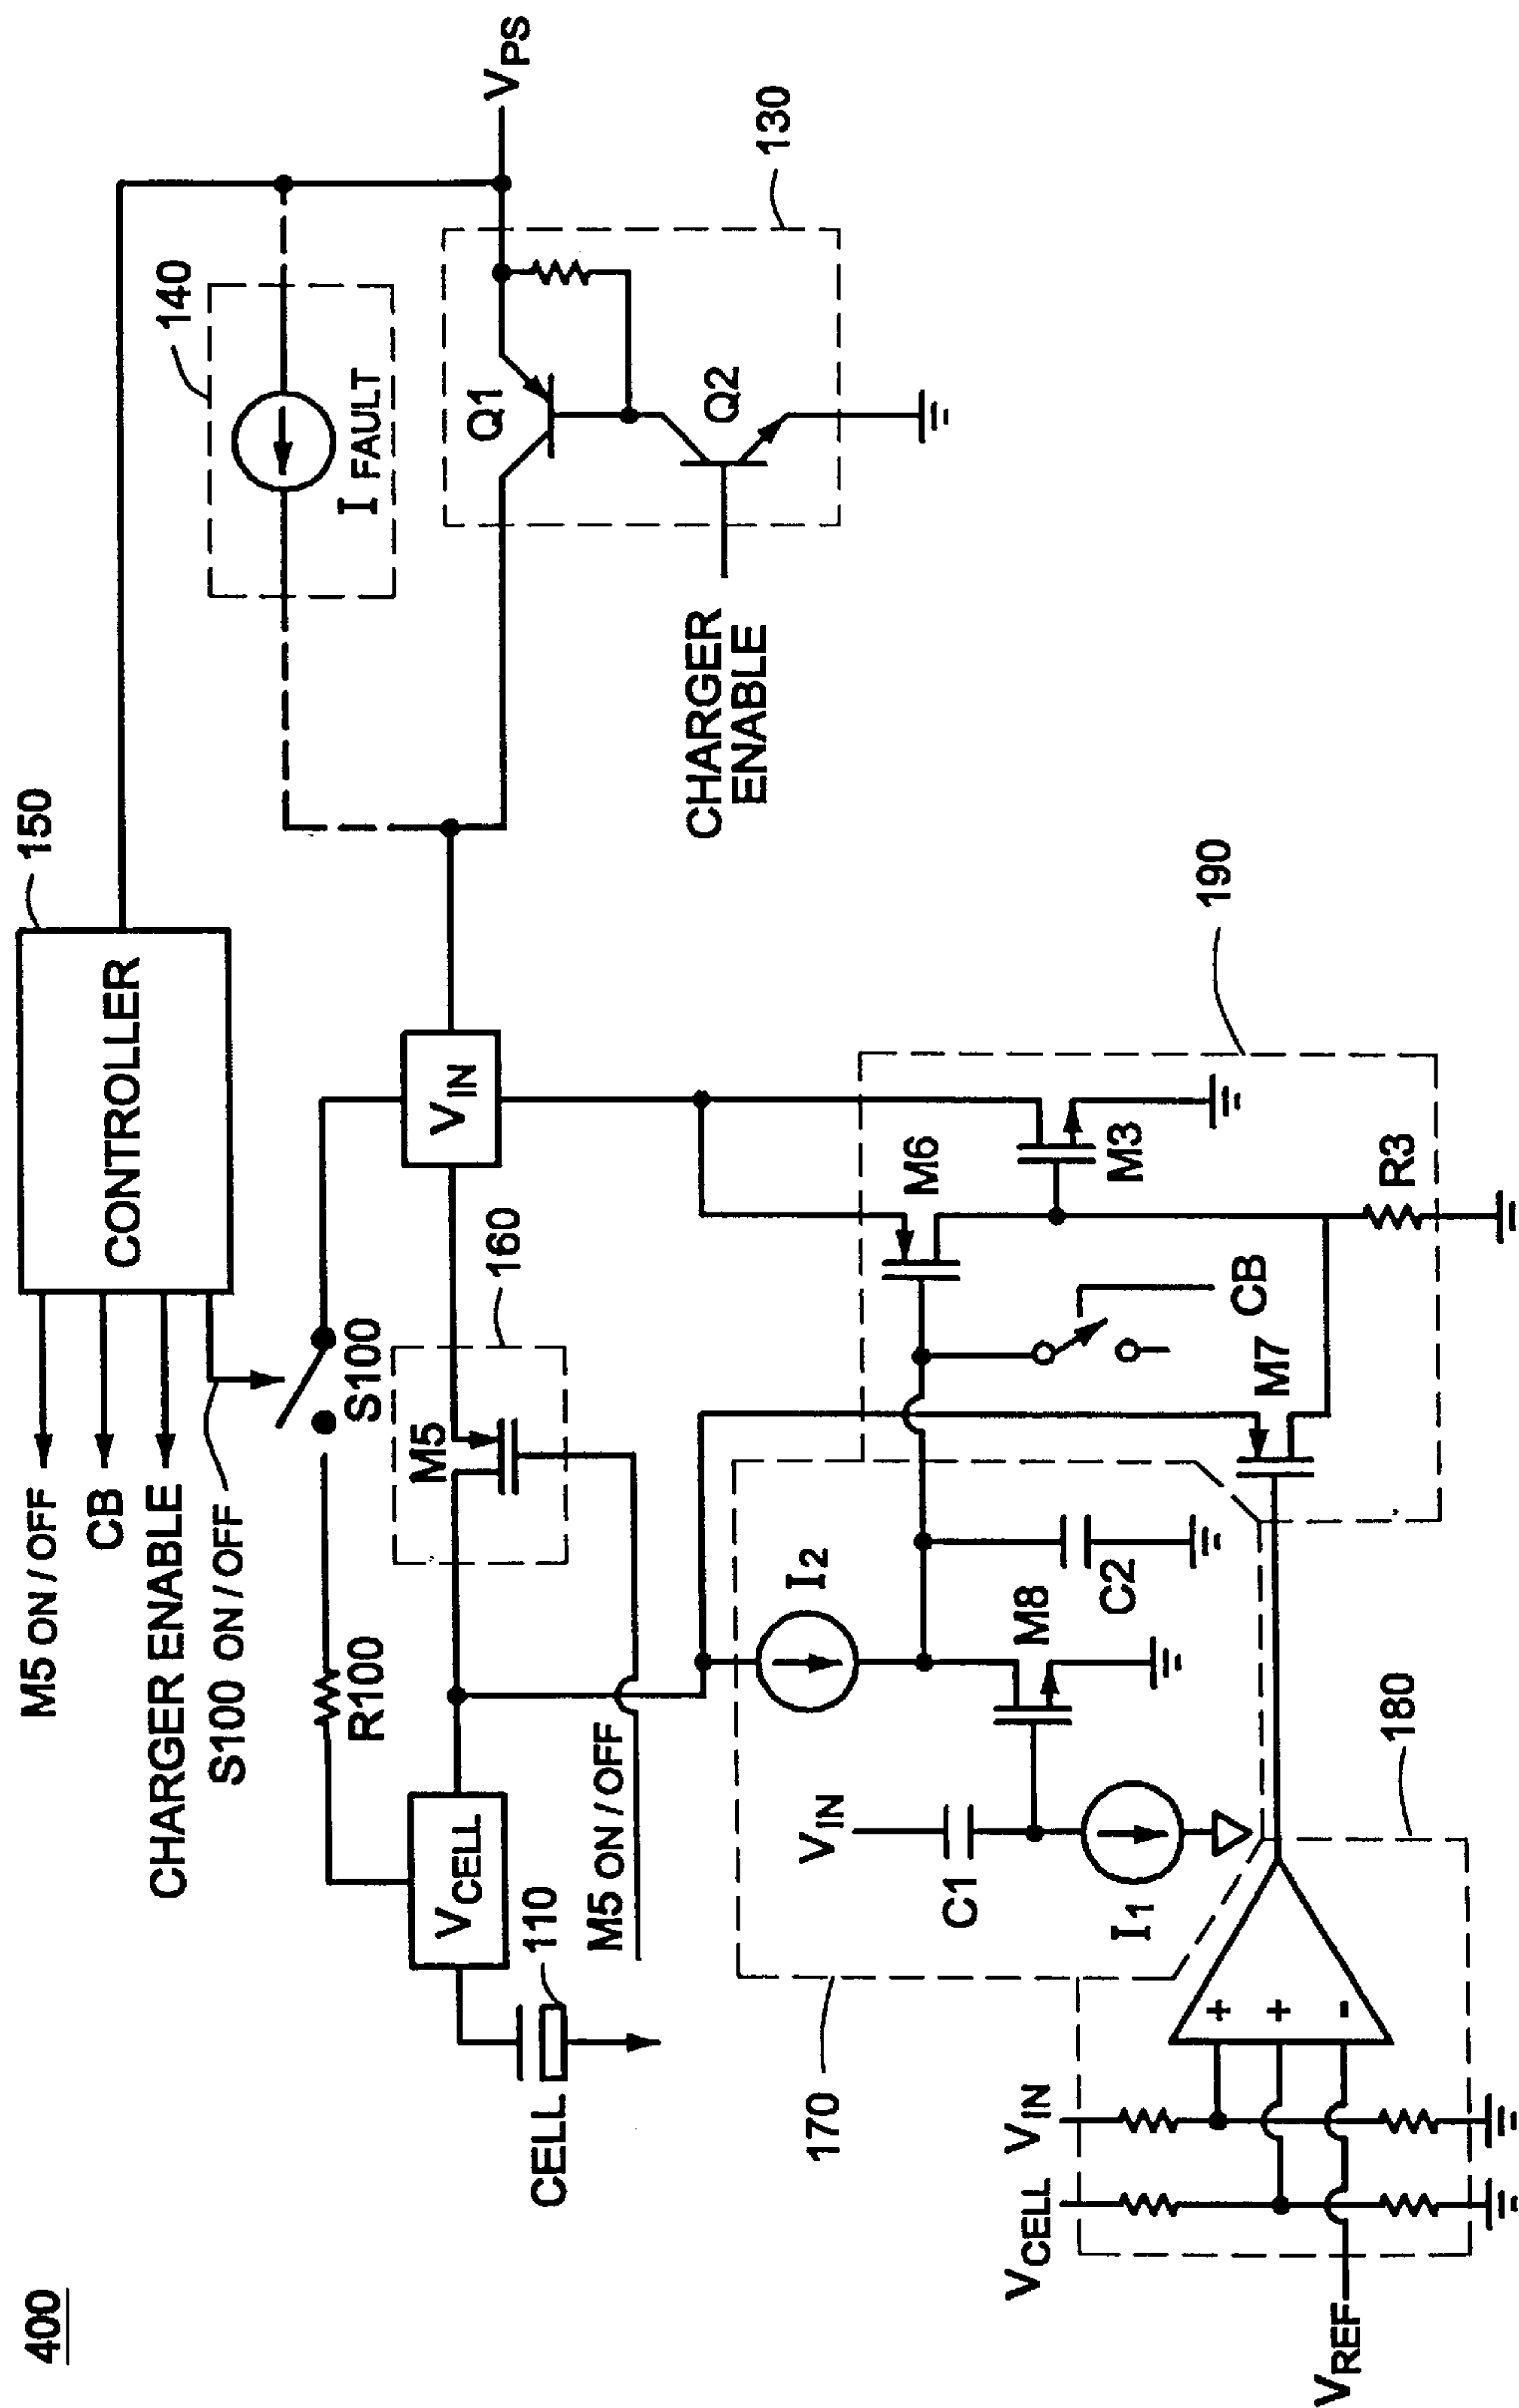 400
150
CONTROLLER
M5 ON / OFF
CB
CHARGER ENABLE
S100 ON / OFF
140
I FAULT
VPS
130
Q1
Q2
CHARGER
ENABLE
S100
R100
VIN
160
M5
VCELL
110
CELL
M5 ON / OFF
190
M6
M3
R3
CB
M7
I2
C2
M8
VIN
C1
I1
170
180
+
+
-
VIN
VCELL
VREF